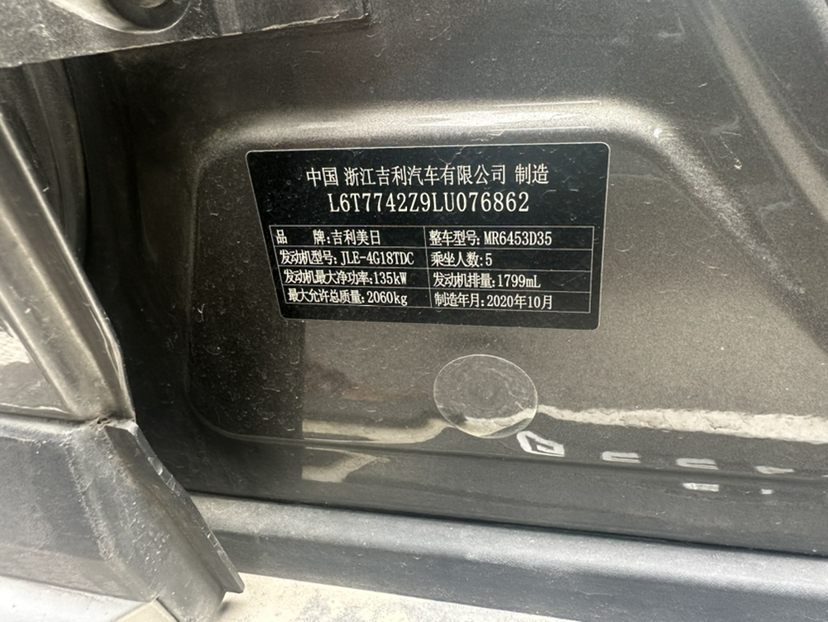 中国 浙江吉利汽车有限公司 制造
L6T7742Z9LU076862
品 牌:吉利美日 整车型号:MR6453D35
发动机型号:JLE-4G18TDC 乘坐人数:5
发动机最大净功率:135kW 发动机排量:1799mL
最大允许总质量:2060kg 制造年月:2020年10月